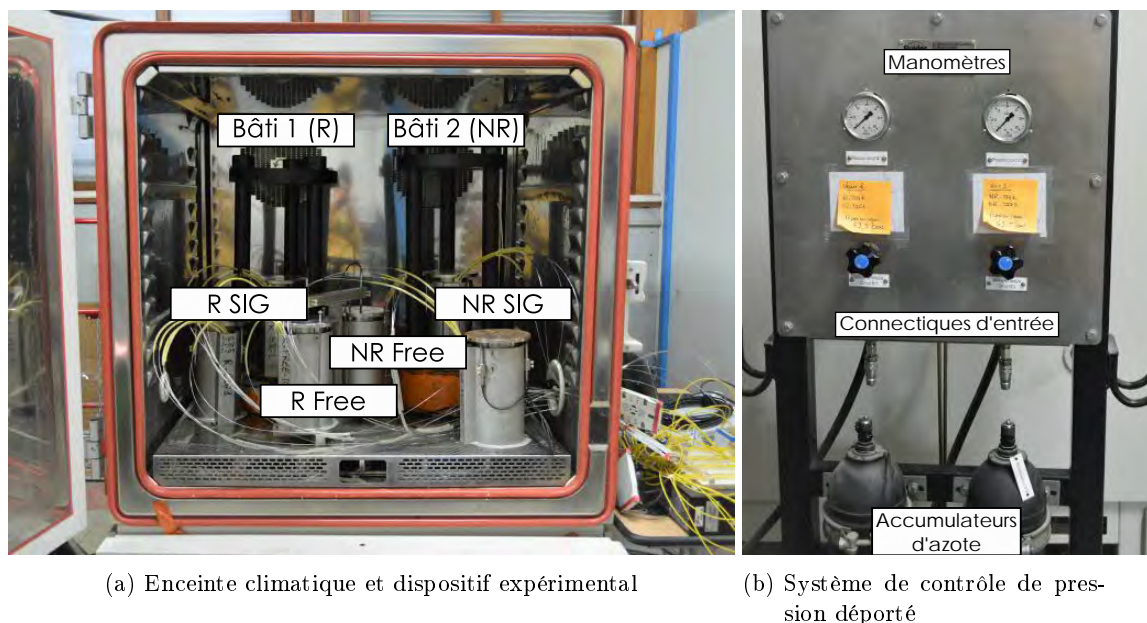 Bâti 1 (R)
Bâti 2 (NR)
R SIG
NR SIG
NR Free
R Free
Manomètres
Connectiques d'entrée
Accumulateurs
d'azote
(a) Enceinte climatique et dispositif expérimental
(b) Système de contrôle de pres-
sion déporté